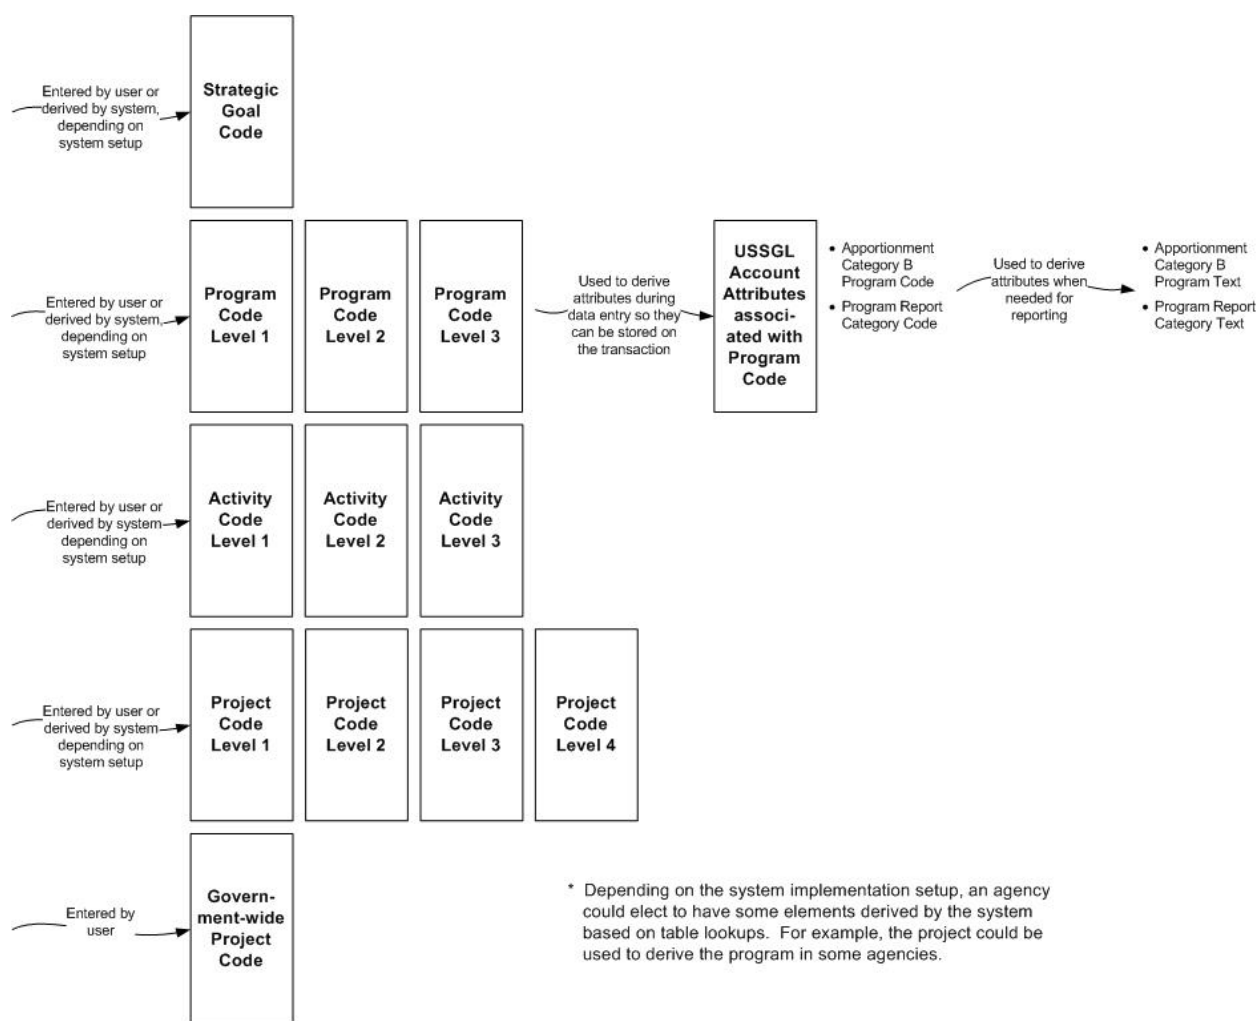 Entered by user or
derived by system,
depending on
system setup
Strategic
Goal
Code
Entered by user or
derived by system,
depending on
system setup
Program
Code
Level 1
Program
Code
Level 2
Program
Code
Level 3
Used to derive
attributes during
data entry so they
can be stored on
the transaction
USSGL
Account
Attributes
associ-
ated with
Program
Code
• Apportionment
Category B
Program Code
• Program Report
Category Code
Used to derive
attributes when
needed for
reporting
• Apportionment
Category B
Program Text
• Program Report
Category Text
Entered by user or
derived by system
depending on
system setup
Activity
Code
Level 1
Activity
Code
Level 2
Activity
Code
Level 3
Entered by user or
derived by system
depending on
system setup
Project
Code
Level 1
Project
Code
Level 2
Project
Code
Level 3
Project
Code
Level 4
Entered by
user
Govern-
ment-wide
Project
Code
* Depending on the system implementation setup, an agency
could elect to have some elements derived by the system
based on table lookups. For example, the project could be
used to derive the program in some agencies.